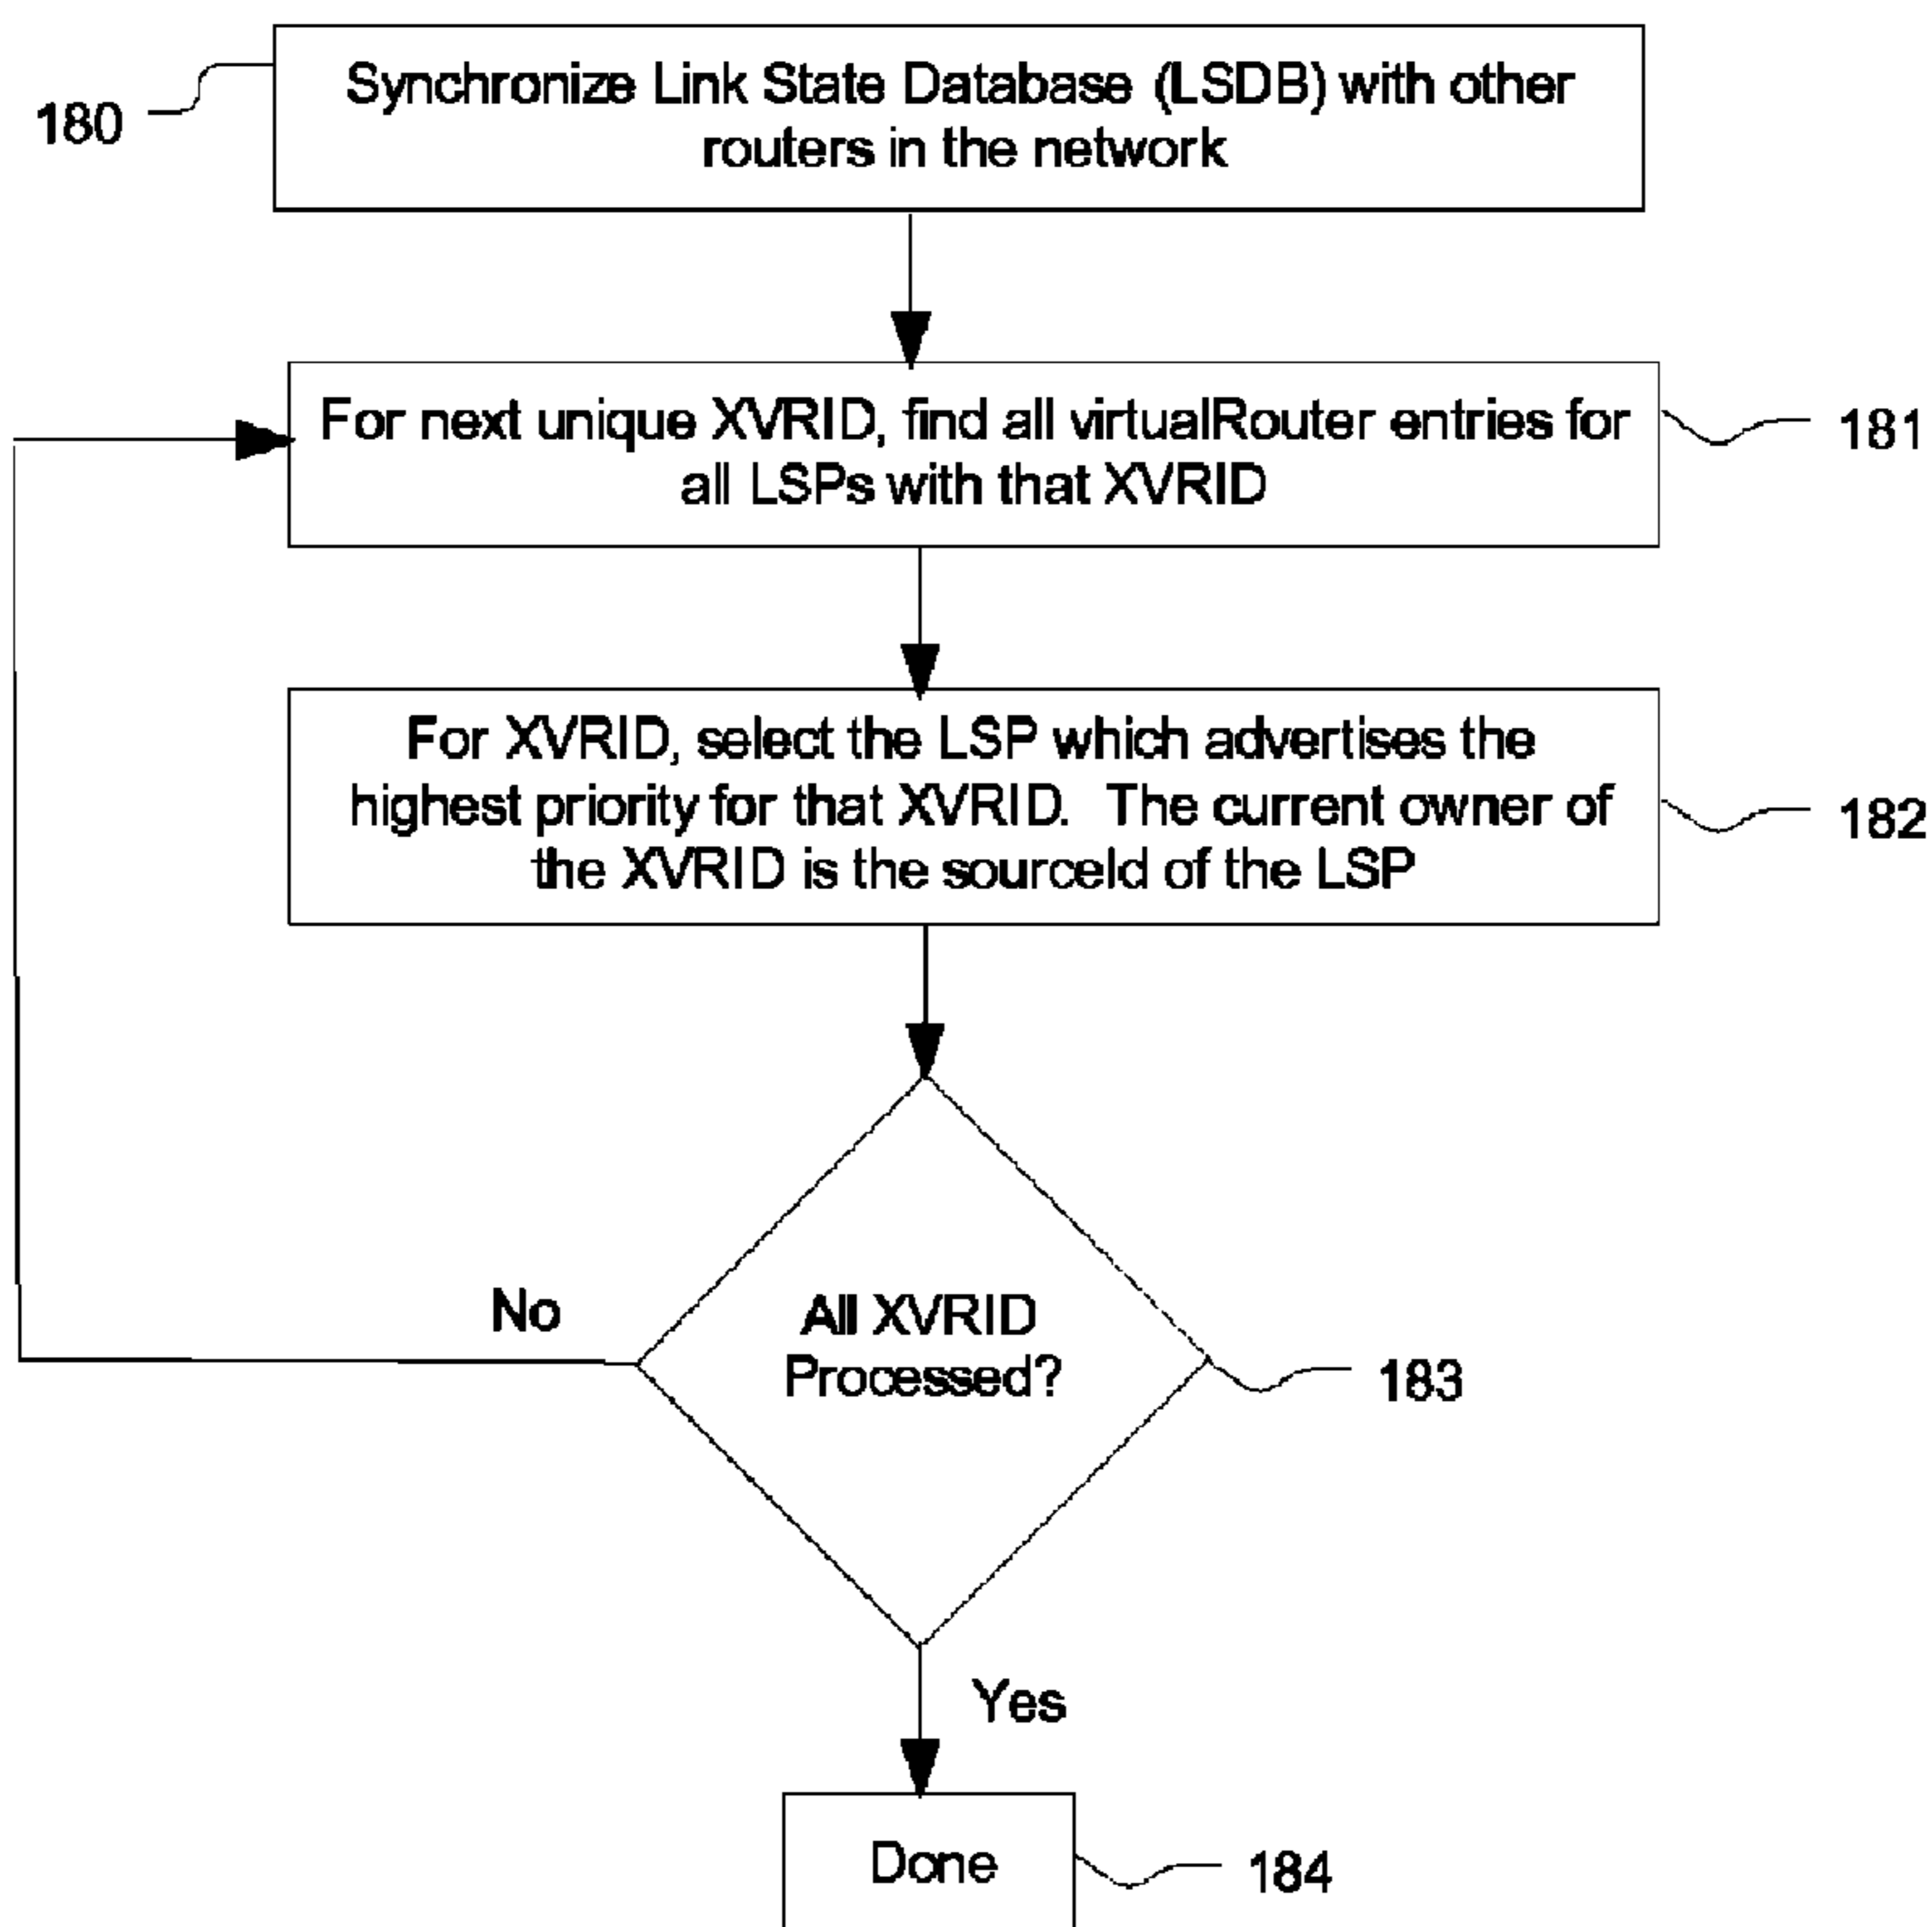 180
Synchronize Link State Database (LSDB) with other
routers in the network
For next unique XVRID, find all virtualRouter entries for
all LSPs with that XVRID
181
For XVRID, select the LSP which advertises the
highest priority for that XVRID. The current owner of
the XVRID is the sourceId of the LSP
182
No
All XVRID
Processed?
183
Yes
Done
184